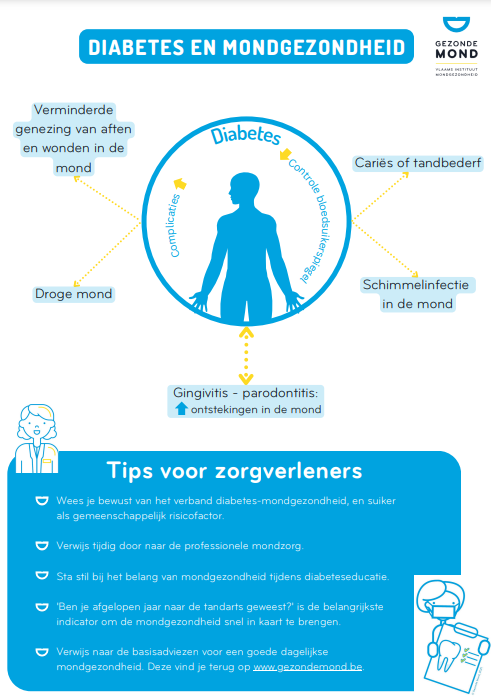 DIABETES EN MONDGEZONDHEID
GEZONDE
MOND
VLAAMS INSTITUUT
MONDGEZONDHEID
Verminderde
genezing van aften
en wonden in de
mond
Diabetes
Controle bloedsuikerspiegel
Complicaties
Cariës of tandbederf
Droge mond
Schimmelinfectie
in de mond
Gingivitis - parodontitis:
ontstekingen in de mond
Tips voor zorgverleners
Wees je bewust van het verband diabetes-mondgezondheid, en suiker
als gemeenschappelijk risicofactor.
Verwijs tijdig door naar de professionele mondzorg.
Sta stil bij het belang van mondgezondheid tijdens diabeteseducatie.
'Ben je afgelopen jaar naar de tandarts geweest?' is de belangrijkste
indicator om de mondgezondheid snel in kaart te brengen.
Verwijs naar de basisadviezen voor een goede dagelijkse
mondgezondheid. Deze vind je terug op www.gezondemond.be.